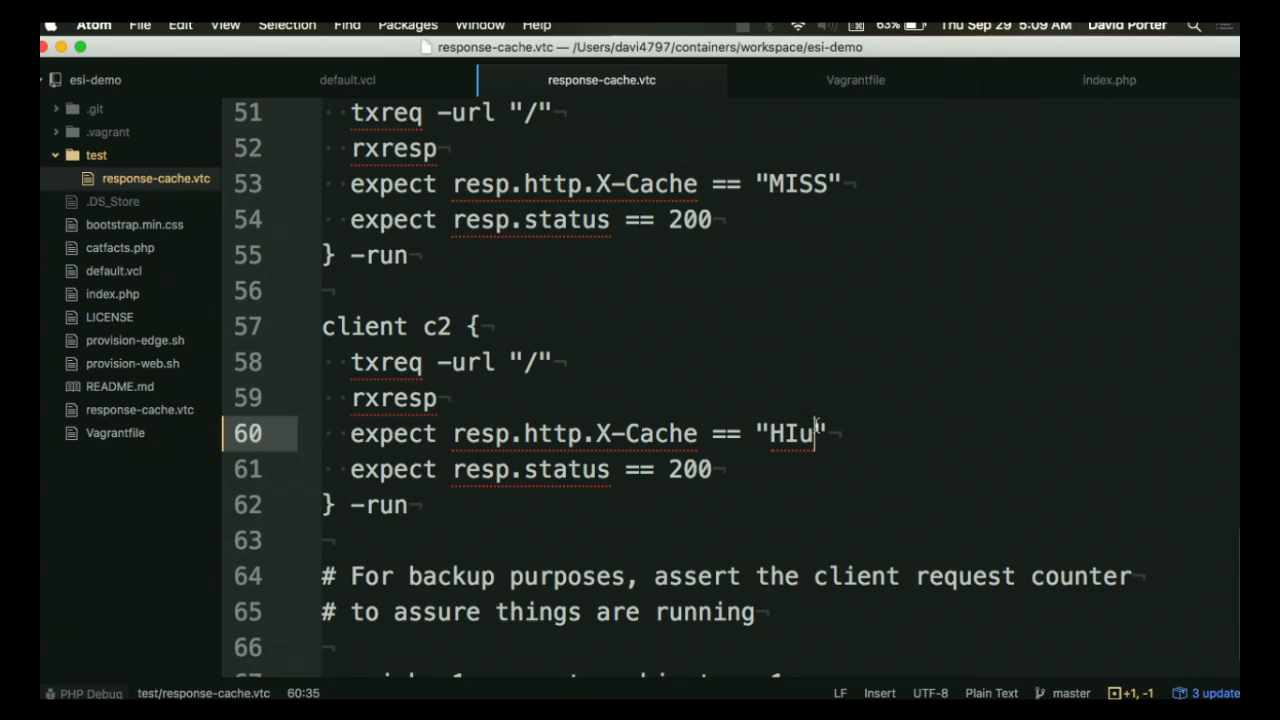 Atom File Edit View Selection Find Packages Window Help 63% Thu Sep 29 5:09 AM David Porter
response-cache.vtc — /Users/davi4797/containers/workspace/esi-demo
esi-demo default.vcl response-cache.vtc Vagrantfile index.php
.git
.vagrant
test
response-cache.vtc
.DS_Store
bootstrap.min.css
catfacts.php
default.vcl
index.php
LICENSE
provision-edge.sh
provision-web.sh
README.md
response-cache.vtc
Vagrantfile
51 txreq -url "/"
52 rxresp
53 expect resp.http.X-Cache == "MISS"
54 expect resp.status == 200
55 } -run
56
57 client c2 {
58 txreq -url "/"
59 rxresp
60 expect resp.http.X-Cache == "HIu"
61 expect resp.status == 200
62 } -run
63
64 # For backup purposes, assert the client request counter
65 # to assure things are running
66
PHP Debug test/response-cache.vtc 60:35 LF Insert UTF-8 Plain Text master +1, -1 3 update